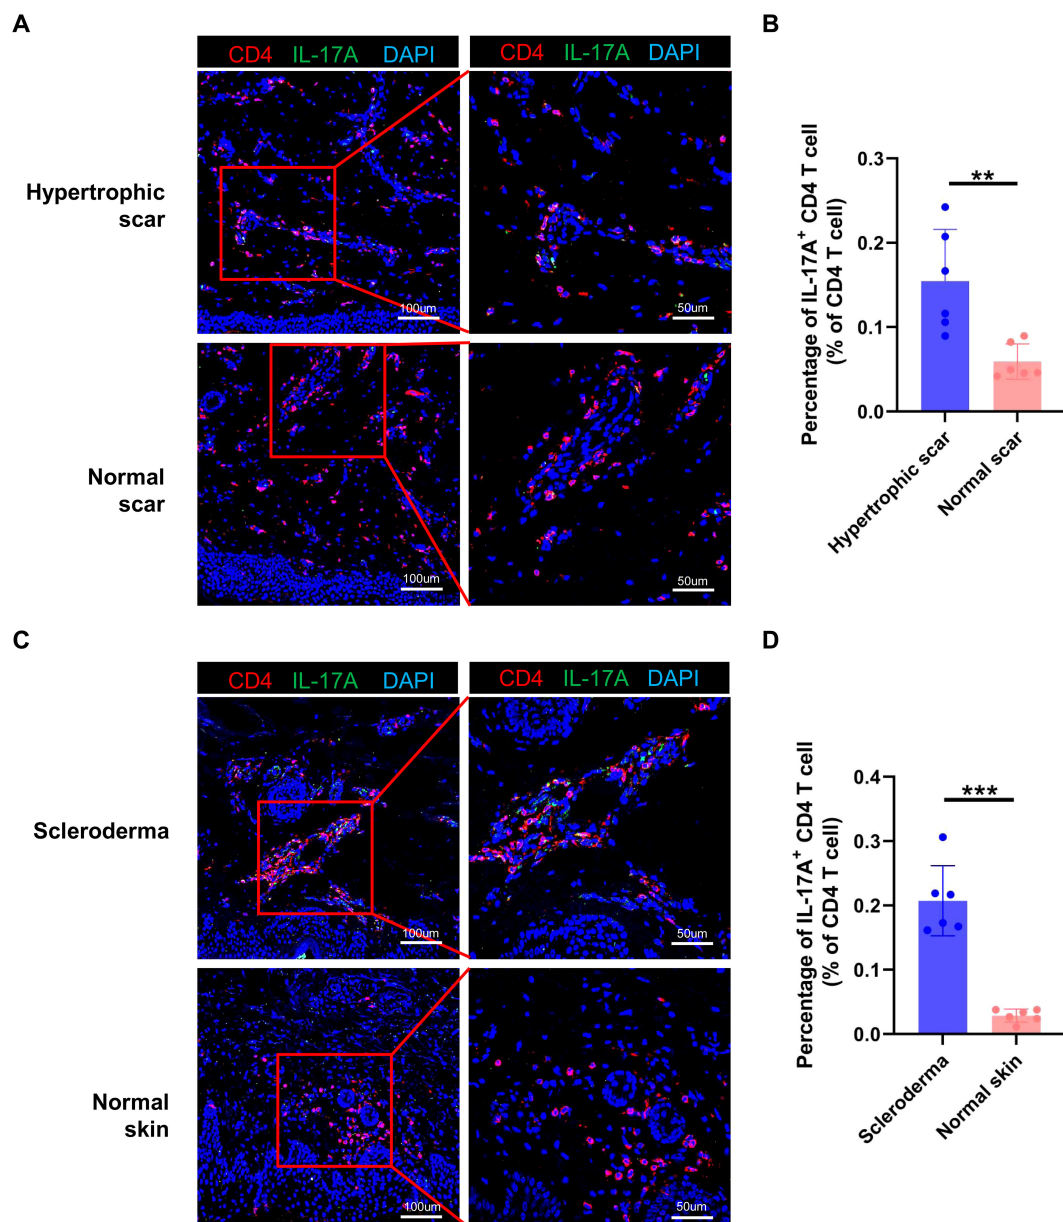 A
CD4 IL-17A DAPI
CD4 IL-17A DAPI
Hypertrophic
scar
100um
50um
Normal
scar
100um
50um
B
Percentage of IL-17A⁺ CD4 T cell
(% of CD4 T cell)
0.3
0.2
0.1
0.0
**
Hypertrophic scar
Normal scar
C
CD4 IL-17A DAPI
CD4 IL-17A DAPI
Scleroderma
100um
50um
Normal
skin
100um
50um
D
Percentage of IL-17A⁺ CD4 T cell
(% of CD4 T cell)
0.4
0.3
0.2
0.1
0.0
***
Scleroderma
Normal skin